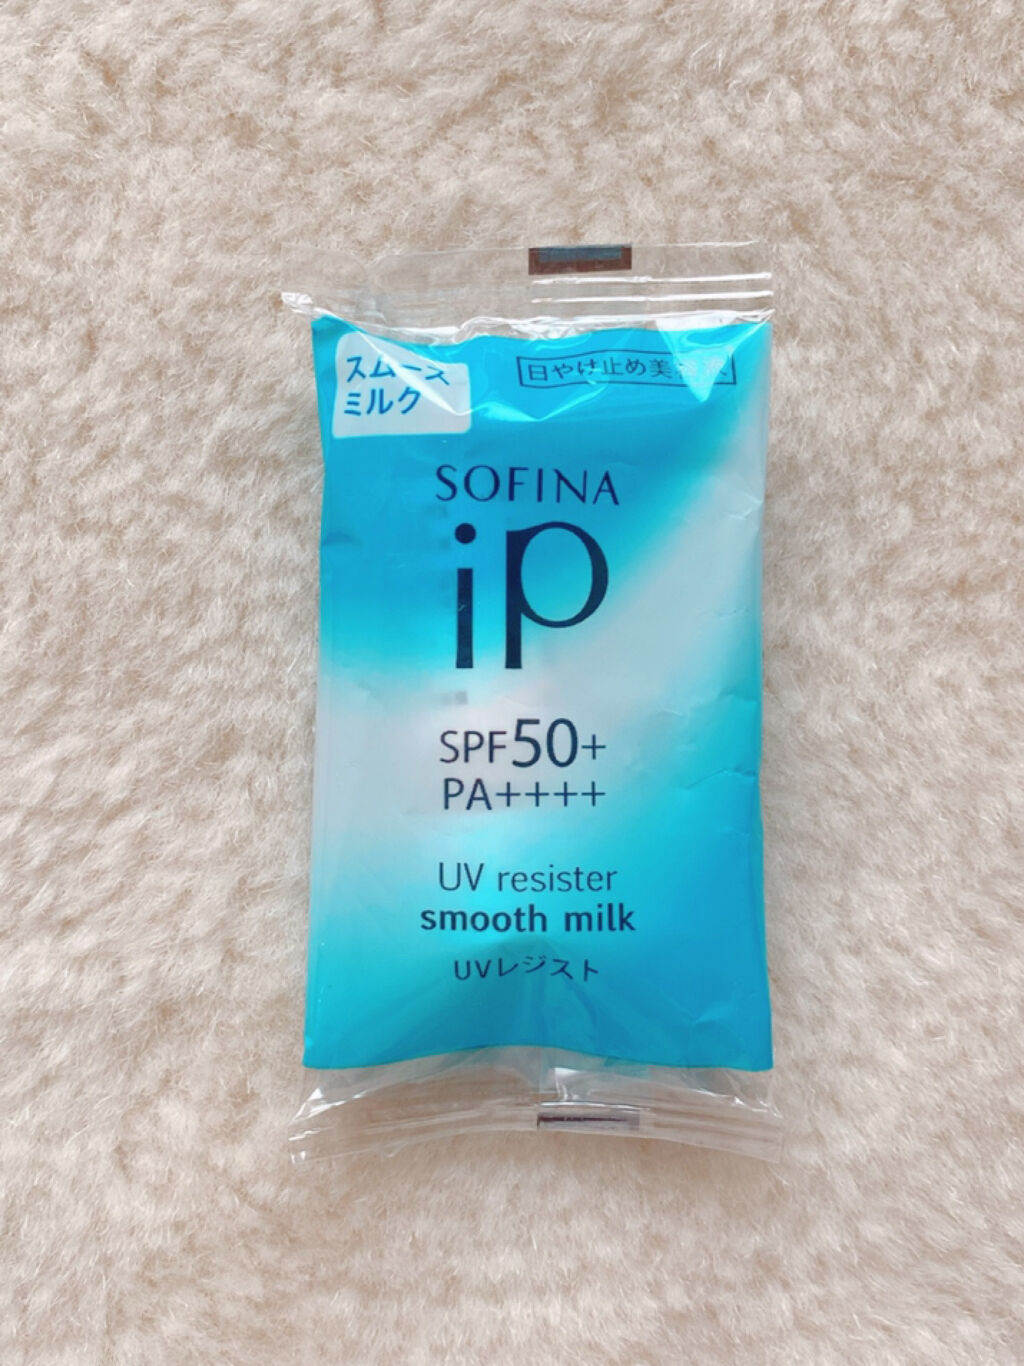 スムース
ミルク
日やけ止め美容液
SOFINA
iP
SPF50+
PA++++
UV resister
smooth milk
UVレジスト